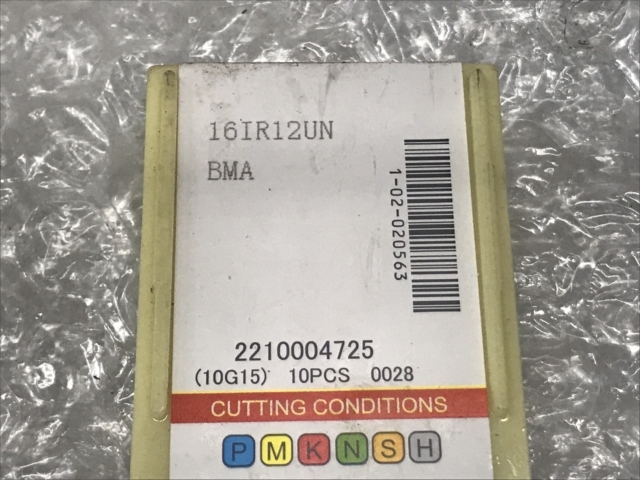 16IR12UN
BMA
1-02-020563
2210004725
(10G15) 10PCS 0028
CUTTING CONDITIONS
P M K N S H